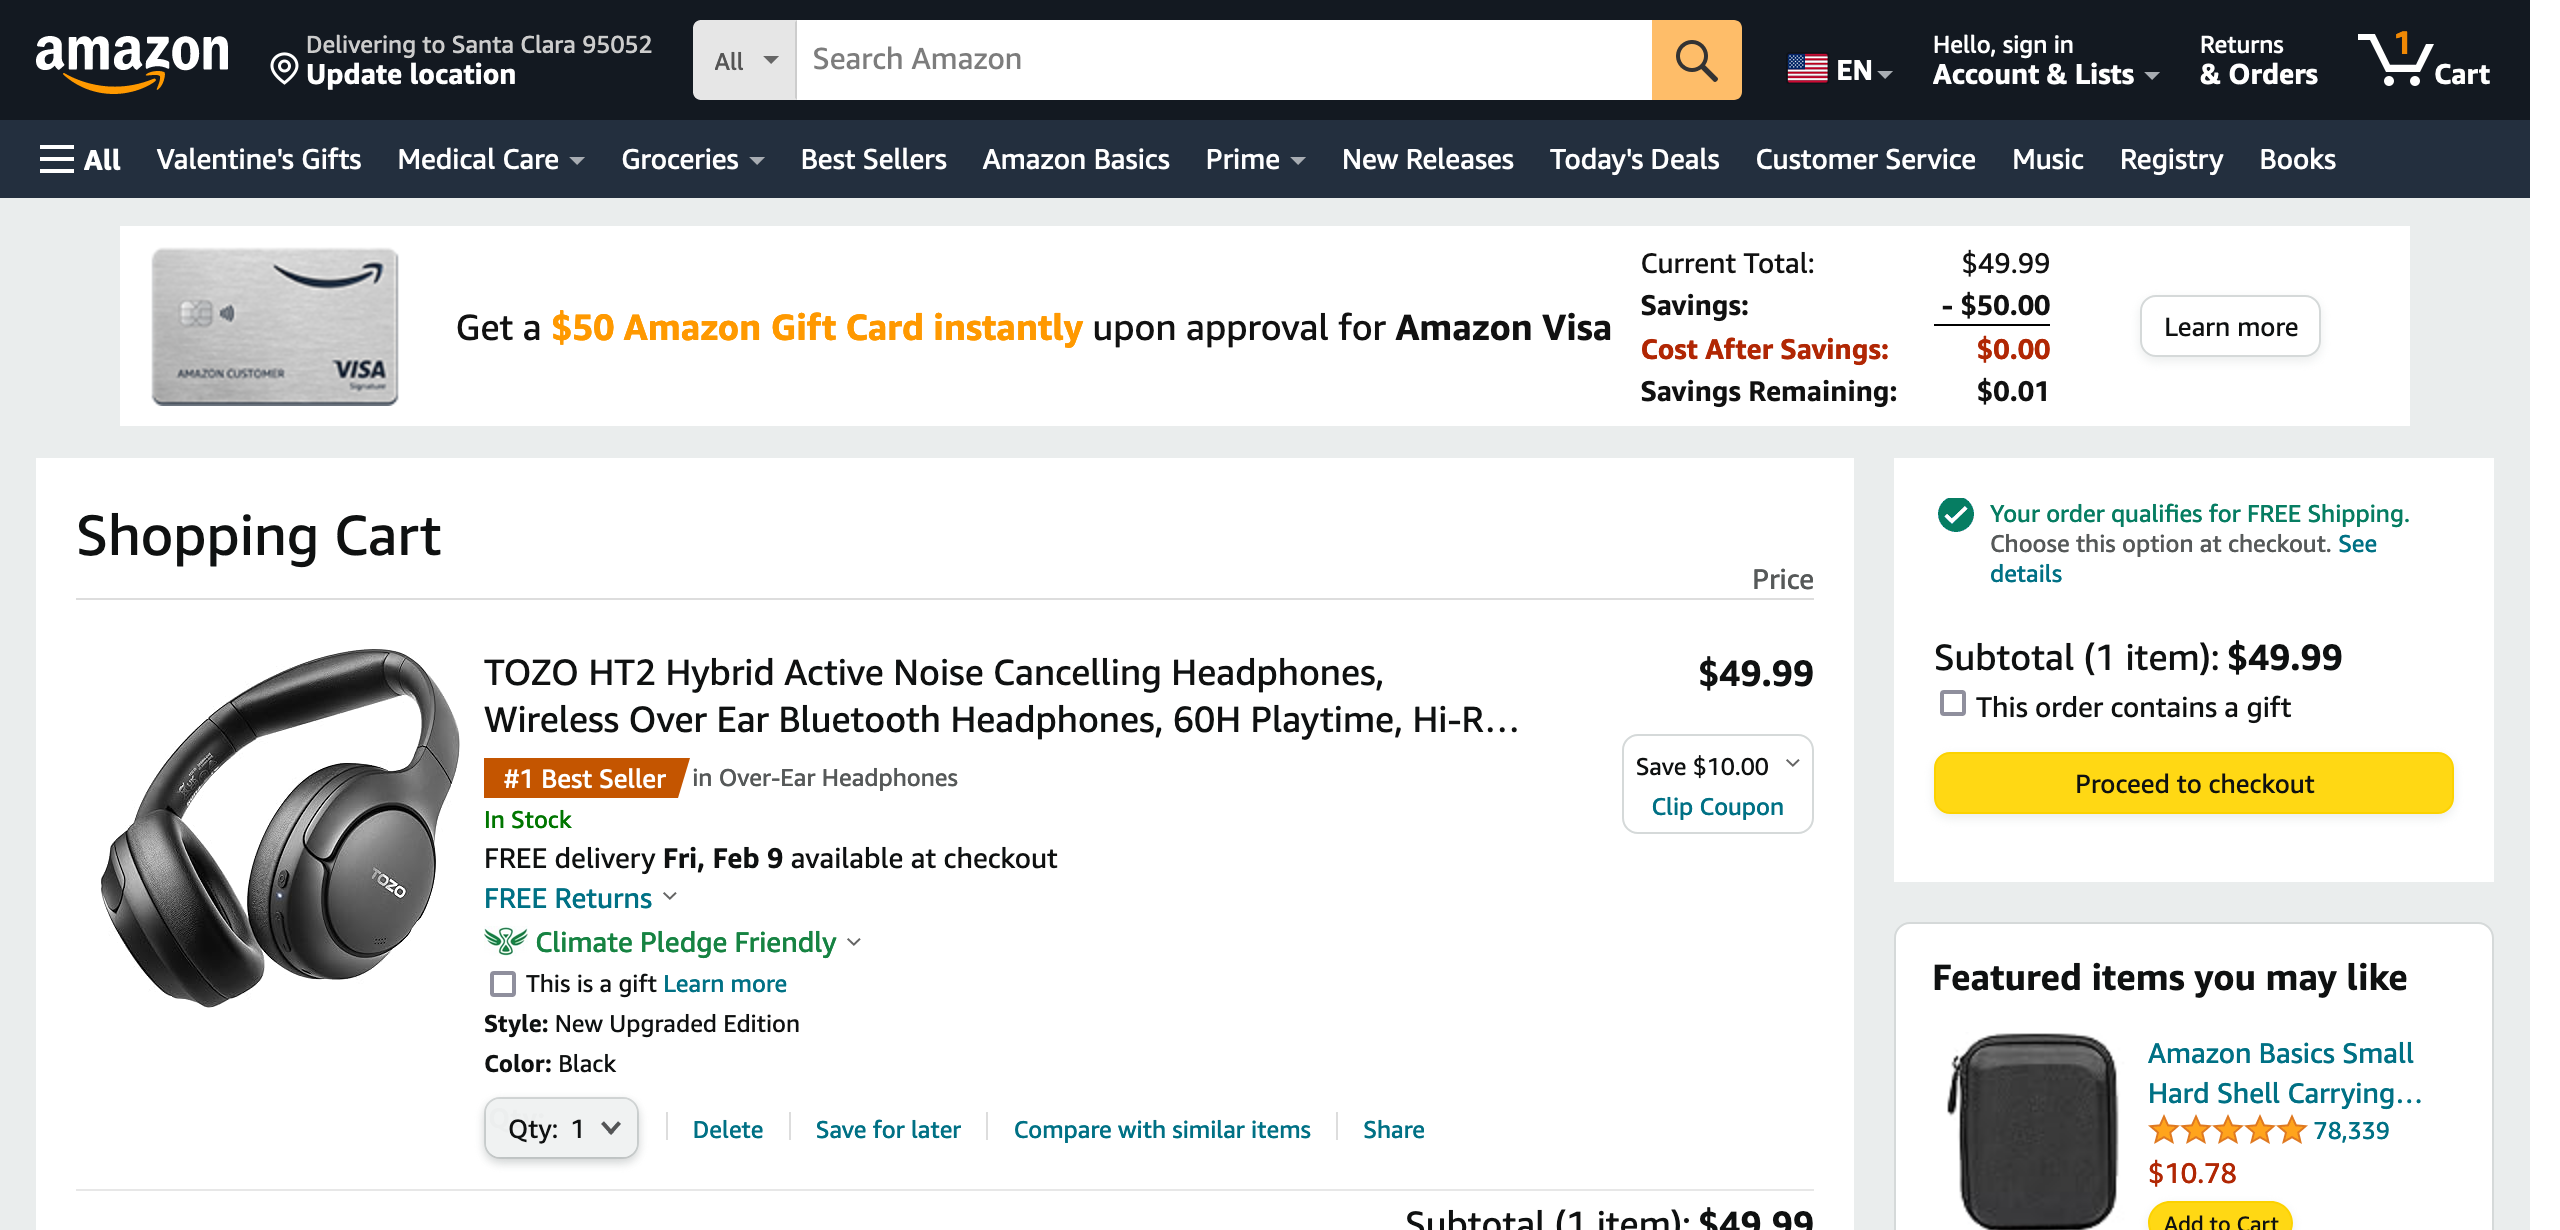 amazon
Delivering to Santa Clara 95052
Update location
All
Search Amazon
EN
Hello, sign in
Account & Lists
Returns
& Orders
1
Cart
All
Valentine's Gifts
Medical Care
Groceries
Best Sellers
Amazon Basics
Prime
New Releases
Today's Deals
Customer Service
Music
Registry
Books
AMAZON CUSTOMER
VISA
Signature
Get a $50 Amazon Gift Card instantly upon approval for Amazon Visa
Current Total: $49.99
Savings: - $50.00
Cost After Savings: $0.00
Savings Remaining: $0.01
Learn more
Shopping Cart
Price
TOZO
TOZO HT2 Hybrid Active Noise Cancelling Headphones,
Wireless Over Ear Bluetooth Headphones, 60H Playtime, Hi-R…
$49.99
Save $10.00
Clip Coupon
#1 Best Seller in Over-Ear Headphones
In Stock
FREE delivery Fri, Feb 9 available at checkout
FREE Returns
Climate Pledge Friendly
This is a gift Learn more
Style: New Upgraded Edition
Color: Black
Qty: 1
Delete
Save for later
Compare with similar items
Share
Subtotal (1 item): $49.99
Your order qualifies for FREE Shipping.
Choose this option at checkout. See
details
Subtotal (1 item): $49.99
This order contains a gift
Proceed to checkout
Featured items you may like
Amazon Basics Small
Hard Shell Carrying…
78,339
$10.78
Add to Cart